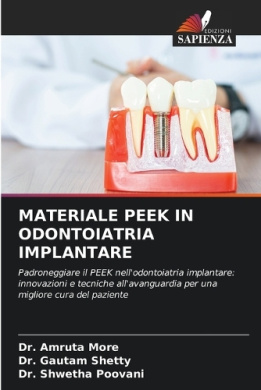 EDIZIONI
SAPIENZA
MATERIALE PEEK IN
ODONTOIATRIA
IMPLANTARE
Padroneggiare il PEEK nell'odontoiatria implantare:
innovazioni e tecniche all'avanguardia per una
migliore cura del paziente
Dr. Amruta More
Dr. Gautam Shetty
Dr. Shwetha Poovani